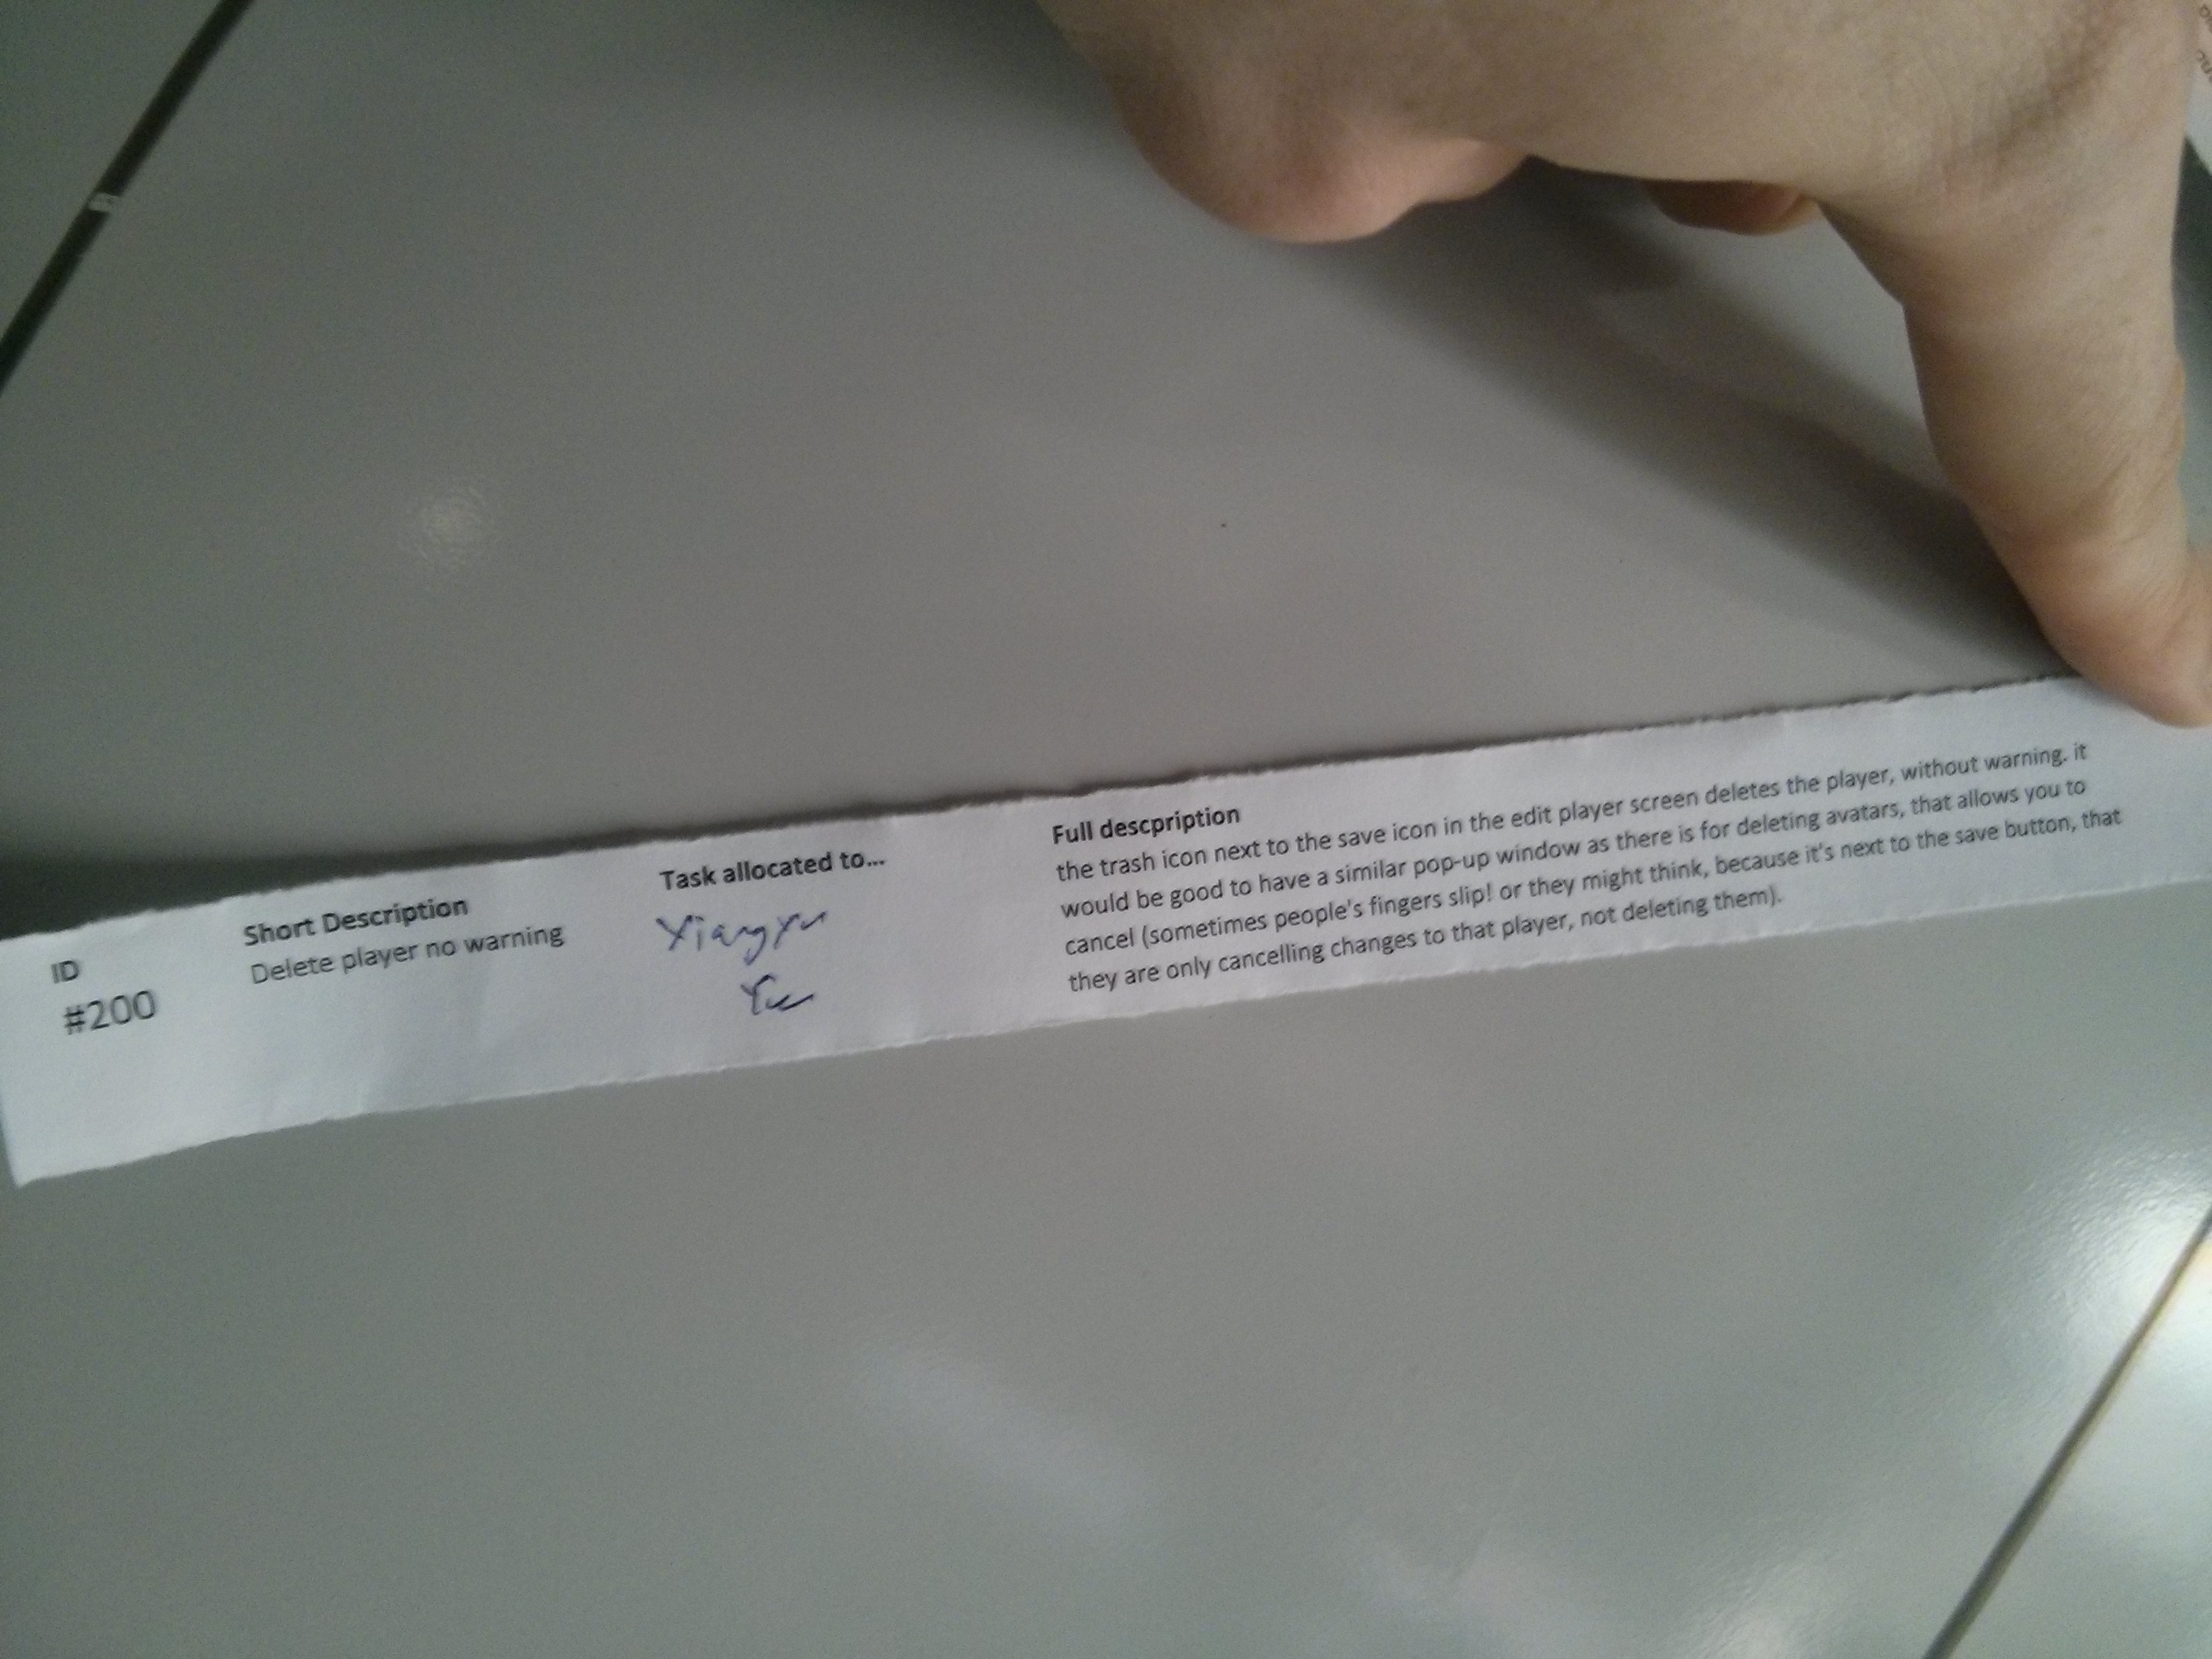 ID
#200
Short Description
Delete player no warning
Task allocated to...
Xiangyu
Yu
Full descpription
the trash icon next to the save icon in the edit player screen deletes the player, without warning. it
would be good to have a similar pop-up window as there is for deleting avatars, that allows you to
cancel (sometimes people's fingers slip! or they might think, because it's next to the save button, that
they are only cancelling changes to that player, not deleting them).